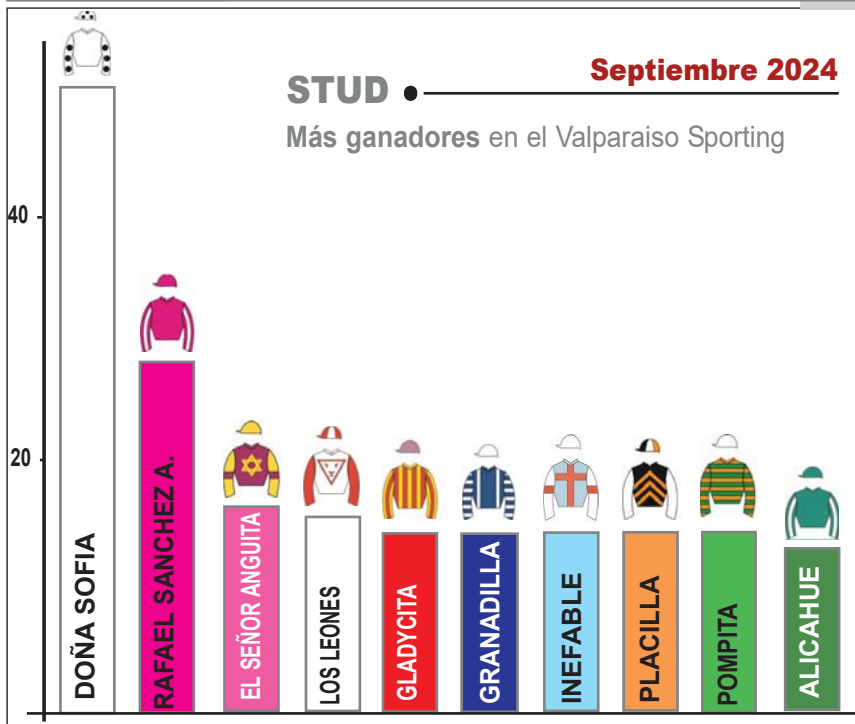 Septiembre 2024
STUD
Más ganadores en el Valparaiso Sporting
40
20
DOÑA SOFIA
RAFAEL SANCHEZ A.
EL SEÑOR ANGUITA
LOS LEONES
GLADYCITA
GRANADILLA
INEFABLE
PLACILLA
POMPITA
ALICAHUE